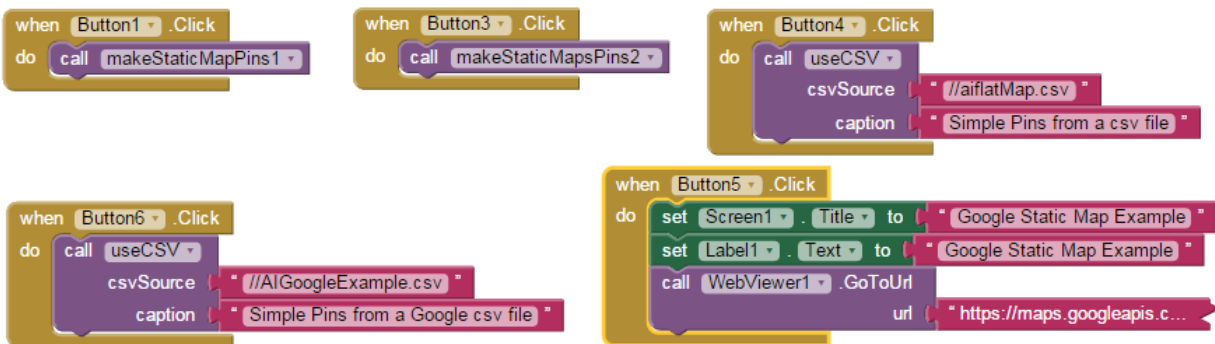 when Button1 .Click
do call makeStaticMapPins1
when Button3 .Click
do call makeStaticMapsPins2
when Button4 .Click
do call useCSV
csvSource " //aiflatMap.csv "
caption " Simple Pins from a csv file "
when Button6 .Click
do call useCSV
csvSource " //AIGoogleExample.csv "
caption " Simple Pins from a Google csv file "
when Button5 .Click
do set Screen1 . Title to " Google Static Map Example "
set Label1 . Text to " Google Static Map Example "
call WebViewer1 .GoToUrl
url " https://maps.googleapis.c...